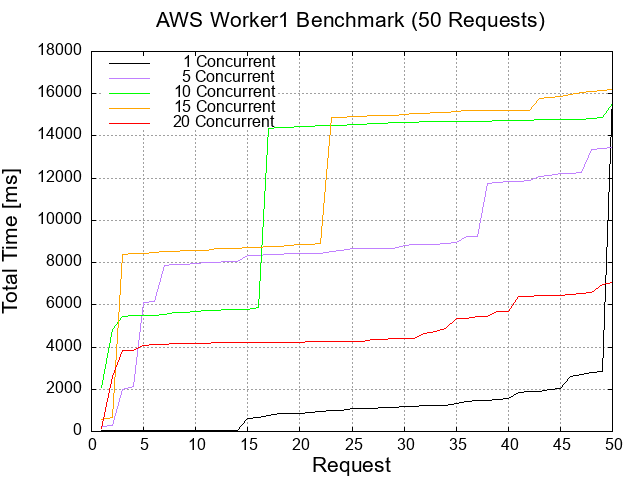 AWS Worker1 Benchmark (50 Requests)
18000
16000
14000
12000
10000
8000
6000
4000
2000
0
Total Time [ms]
1 Concurrent
5 Concurrent
10 Concurrent
15 Concurrent
20 Concurrent
0 5 10 15 20 25 30 35 40 45 50
Request